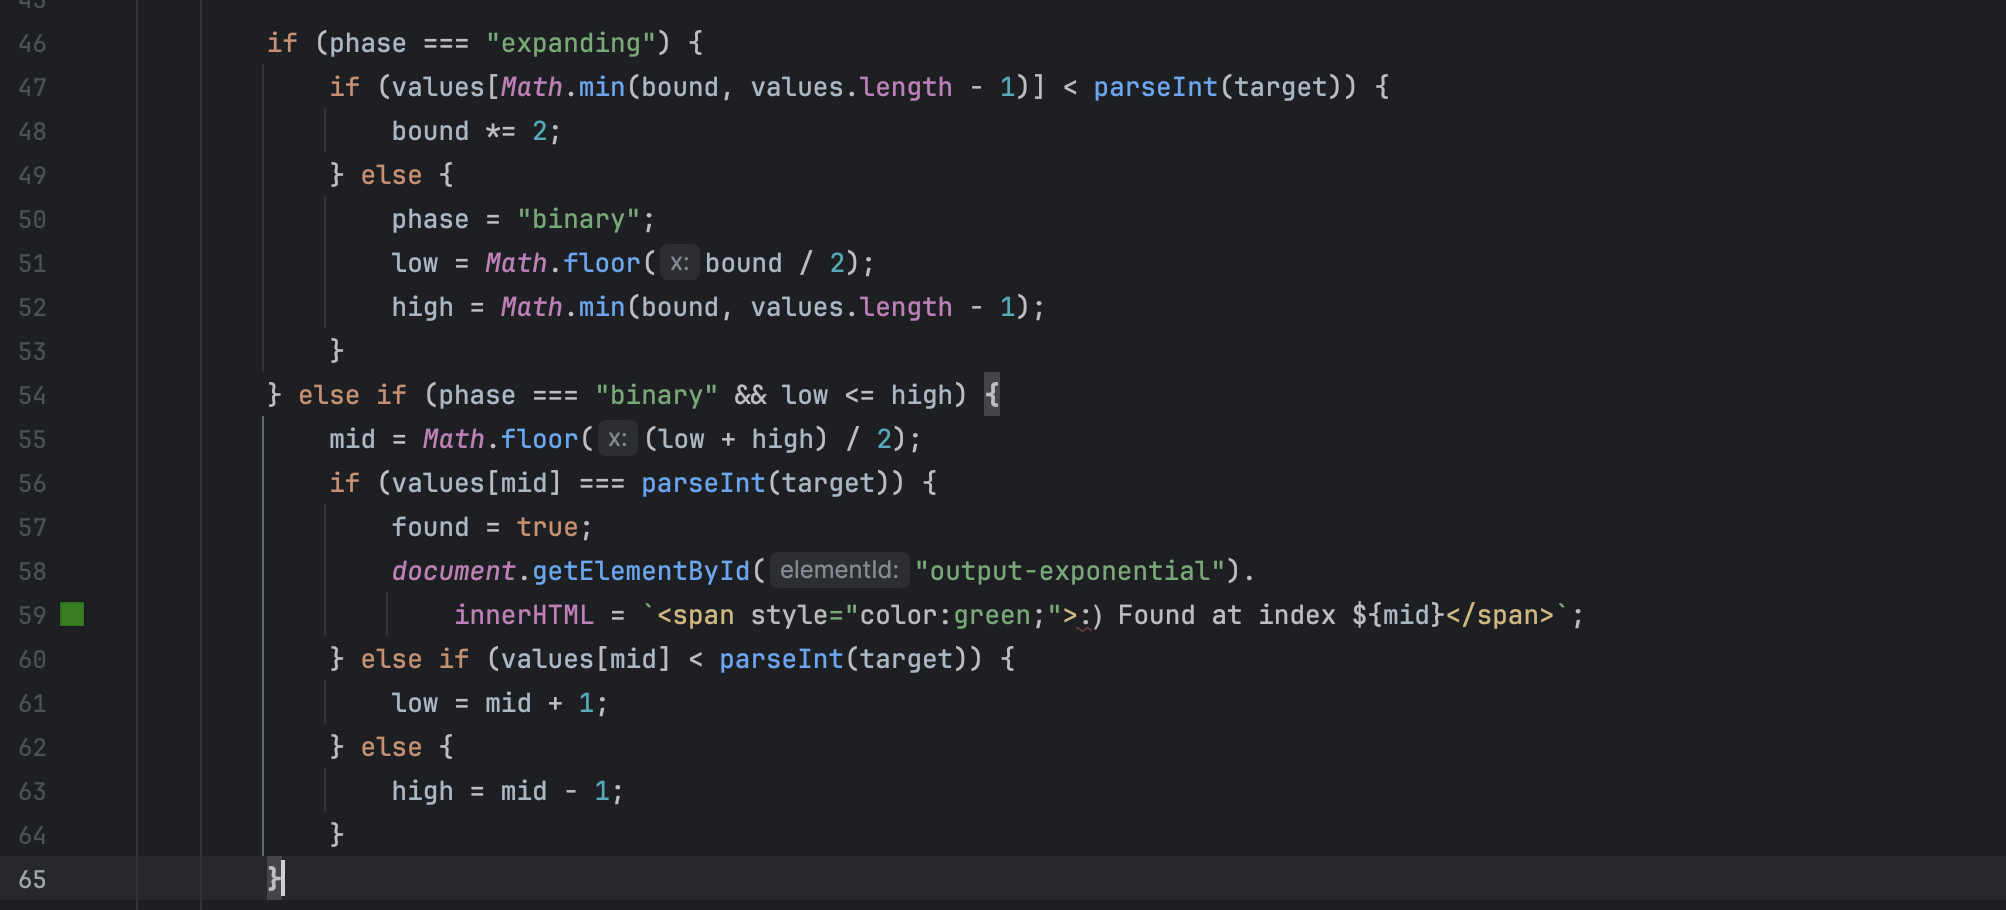 45
46 if (phase === "expanding") {
47 if (values[Math.min(bound, values.length - 1)] < parseInt(target)) {
48 bound *= 2;
49 } else {
50 phase = "binary";
51 low = Math.floor( x: bound / 2);
52 high = Math.min(bound, values.length - 1);
53 }
54 } else if (phase === "binary" && low <= high) {
55 mid = Math.floor( x: (low + high) / 2);
56 if (values[mid] === parseInt(target)) {
57 found = true;
58 document.getElementById( elementId: "output-exponential").
59 innerHTML = `<span style="color:green;">:) Found at index ${mid}</span>`;
60 } else if (values[mid] < parseInt(target)) {
61 low = mid + 1;
62 } else {
63 high = mid - 1;
64 }
65 }